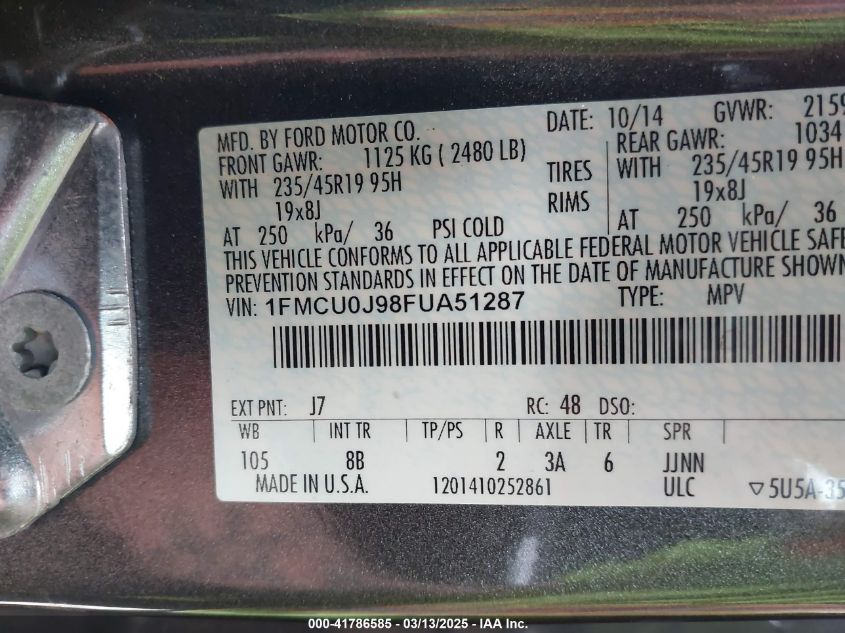 MFD. BY FORD MOTOR CO. DATE: 10/14 GVWR: 2159
FRONT GAWR: 1125 KG ( 2480 LB) REAR GAWR: 1034
WITH 235/45R19 95H TIRES WITH 235/45R19 95H
19x8J RIMS 19x8J
AT 250 kPa/ 36 PSI COLD AT 250 kPa/ 36
THIS VEHICLE CONFORMS TO ALL APPLICABLE FEDERAL MOTOR VEHICLE SAFE
PREVENTION STANDARDS IN EFFECT ON THE DATE OF MANUFACTURE SHOWN
VIN: 1FMCU0J98FUA51287 TYPE: MPV
EXT PNT: J7 RC: 48 DSO:
WB INT TR TP/PS R AXLE TR SPR
105 8B 2 3A 6 JJNN
MADE IN U.S.A. 1201410252861 ULC ▽5U5A-35
000-41786585 - 03/13/2025 - IAA1C41INC.